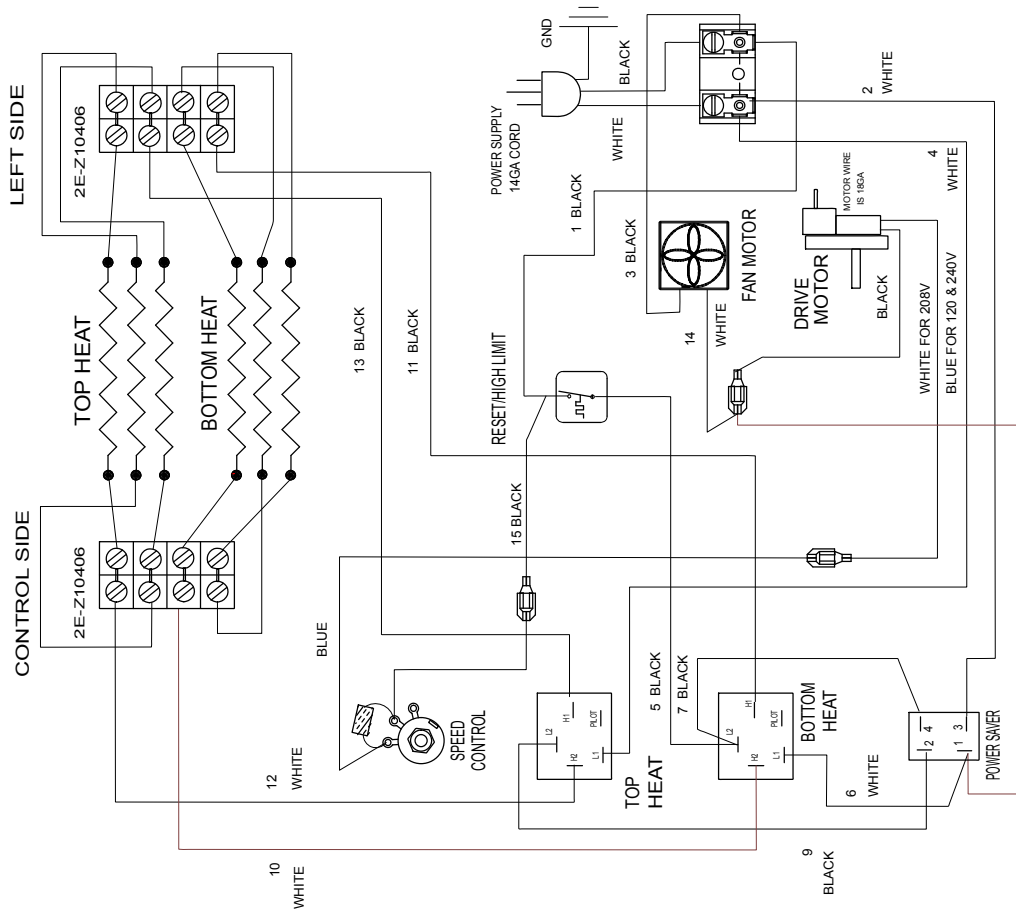 LEFT SIDE
2E-Z10406
CONTROL SIDE
2E-Z10406
TOP HEAT
BOTTOM HEAT
POWER SUPPLY
14GA CORD
GND
BLACK
WHITE
2
WHITE
4
WHITE
1 BLACK
3 BLACK
FAN MOTOR
14
WHITE
DRIVE
MOTOR
MOTOR WIRE
IS 18GA
BLACK
WHITE FOR 208V
BLUE FOR 120 & 240V
13 BLACK
11 BLACK
RESET/HIGH LIMIT
15 BLACK
BLUE
SPEED
CONTROL
12
WHITE
10
WHITE
TOP
HEAT
L2
H1
H2
L1
PILOT
5 BLACK
7 BLACK
BOTTOM
HEAT
L2
H1
H2
L1
PILOT
6
WHITE
9
BLACK
2 4
1 3
POWER SAVER